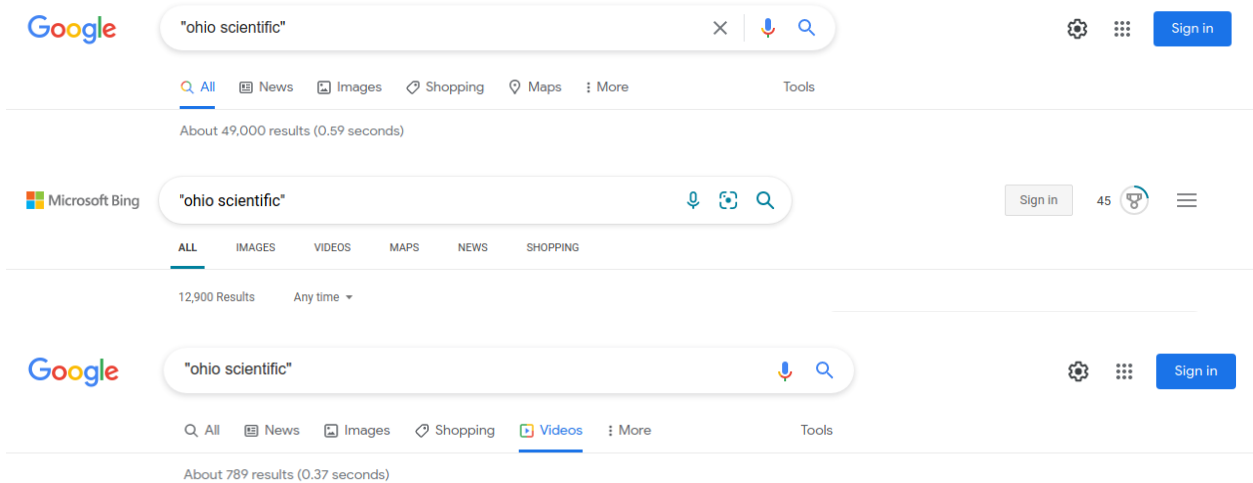 Google "ohio scientific" Sign in
All News Images Shopping Maps More Tools
About 49,000 results (0.59 seconds)
Microsoft Bing "ohio scientific" Sign in 45
ALL IMAGES VIDEOS MAPS NEWS SHOPPING
12,900 Results Any time
Google "ohio scientific" Sign in
All News Images Shopping Videos More Tools
About 789 results (0.37 seconds)